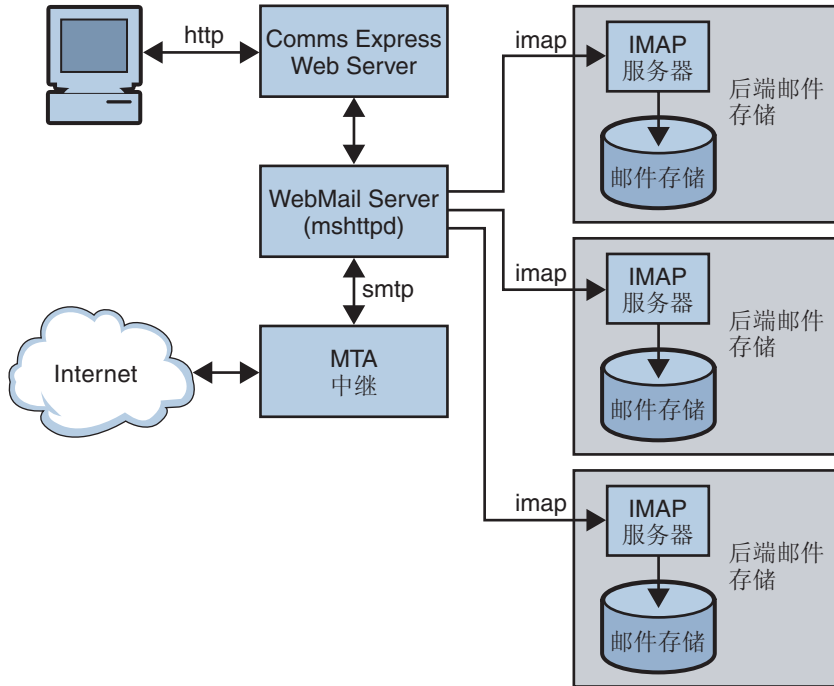 http
Comms Express
Web Server
WebMail Server
(mshttpd)
smtp
Internet
MTA
中继
imap
IMAP
服务器
邮件存储
后端邮件
存储
imap
IMAP
服务器
邮件存储
后端邮件
存储
imap
IMAP
服务器
邮件存储
后端邮件
存储